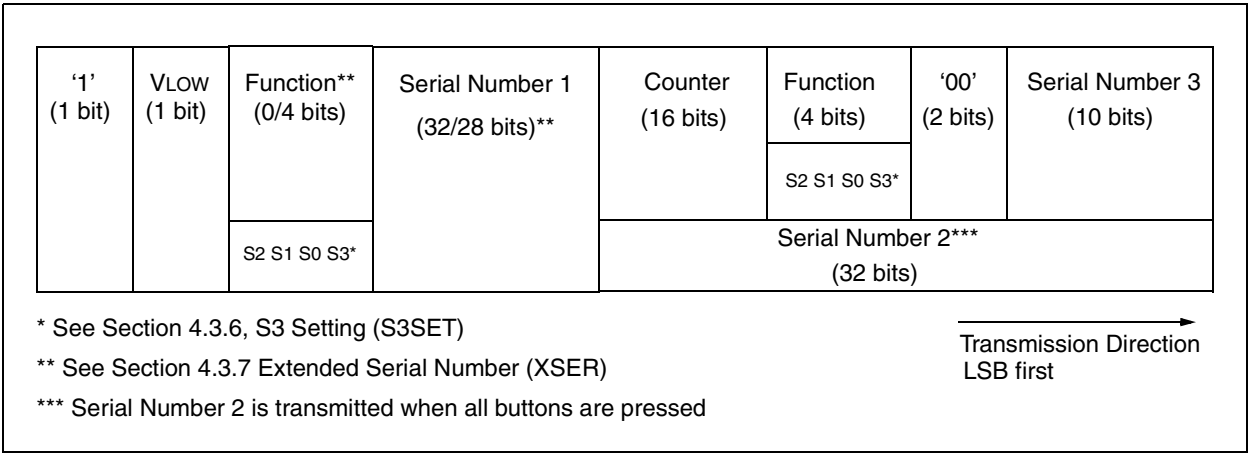 ‘1’
(1 bit)
VLOW
(1 bit)
Function**
(0/4 bits)
S2 S1 S0 S3*
Serial Number 1
(32/28 bits)**
Counter
(16 bits)
Function
(4 bits)
S2 S1 S0 S3*
‘00’
(2 bits)
Serial Number 3
(10 bits)
Serial Number 2***
(32 bits)
* See Section 4.3.6, S3 Setting (S3SET)
** See Section 4.3.7 Extended Serial Number (XSER)
*** Serial Number 2 is transmitted when all buttons are pressed
Transmission Direction
LSB first